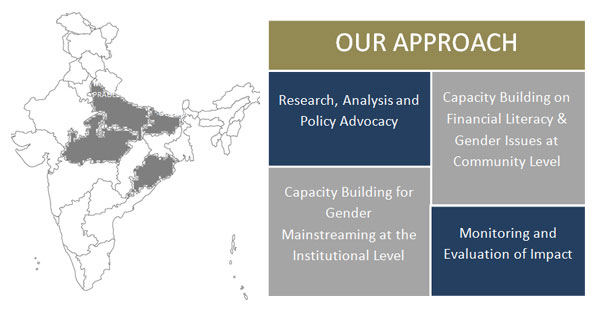 OUR APPROACH
Research, Analysis and
Policy Advocacy
Capacity Building on
Financial Literacy &
Gender Issues at
Community Level
Capacity Building for
Gender
Mainstreaming at the
Institutional Level
Monitoring and
Evaluation of Impact